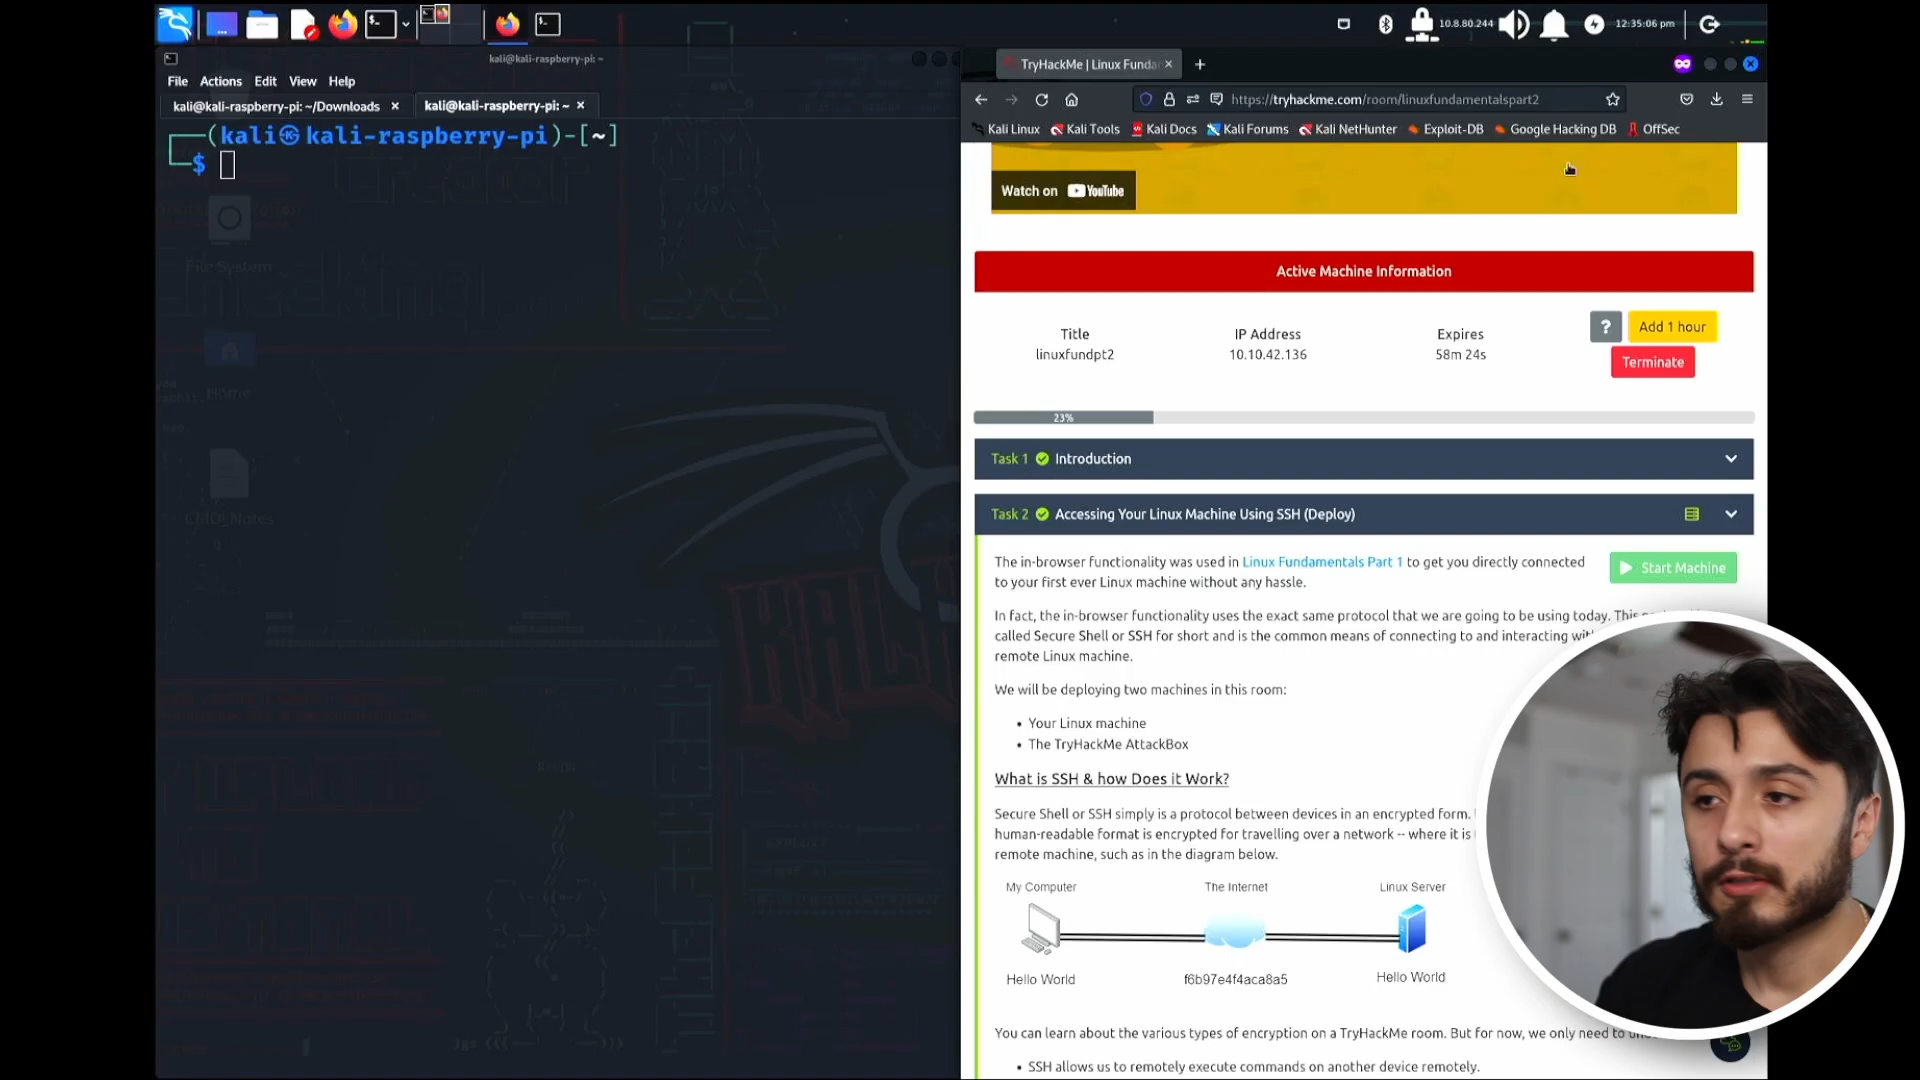 10.8.80.244
12:35:06 pm
kali@kali-raspberry-pi: ~
File Actions Edit View Help
kali@kali-raspberry-pi: ~/Downloads
kali@kali-raspberry-pi: ~
(kali㉿kali-raspberry-pi)-[~]
$
File System
Home
CMD_Notes
TryHackMe | Linux Funda
https://tryhackme.com/room/linuxfundamentalspart2
Kali Linux Kali Tools Kali Docs Kali Forums Kali NetHunter Exploit-DB Google Hacking DB OffSec
Watch on YouTube
Active Machine Information
Title IP Address Expires
linuxfundpt2 10.10.42.136 58m 24s
? Add 1 hour
Terminate
23%
Task 1 Introduction
Task 2 Accessing Your Linux Machine Using SSH (Deploy)
The in-browser functionality was used in Linux Fundamentals Part 1 to get you directly connected
to your first ever Linux machine without any hassle.
Start Machine
In fact, the in-browser functionality uses the exact same protocol that we are going to be using today. This
called Secure Shell or SSH for short and is the common means of connecting to and interacting wit
remote Linux machine.
We will be deploying two machines in this room:
• Your Linux machine
• The TryHackMe AttackBox
What is SSH & how Does it Work?
Secure Shell or SSH simply is a protocol between devices in an encrypted form.
human-readable format is encrypted for travelling over a network -- where it is
remote machine, such as in the diagram below.
My Computer The Internet Linux Server
Hello World f6b97e4f4aca8a5 Hello World
You can learn about the various types of encryption on a TryHackMe room. But for now, we only need to
• SSH allows us to remotely execute commands on another device remotely.